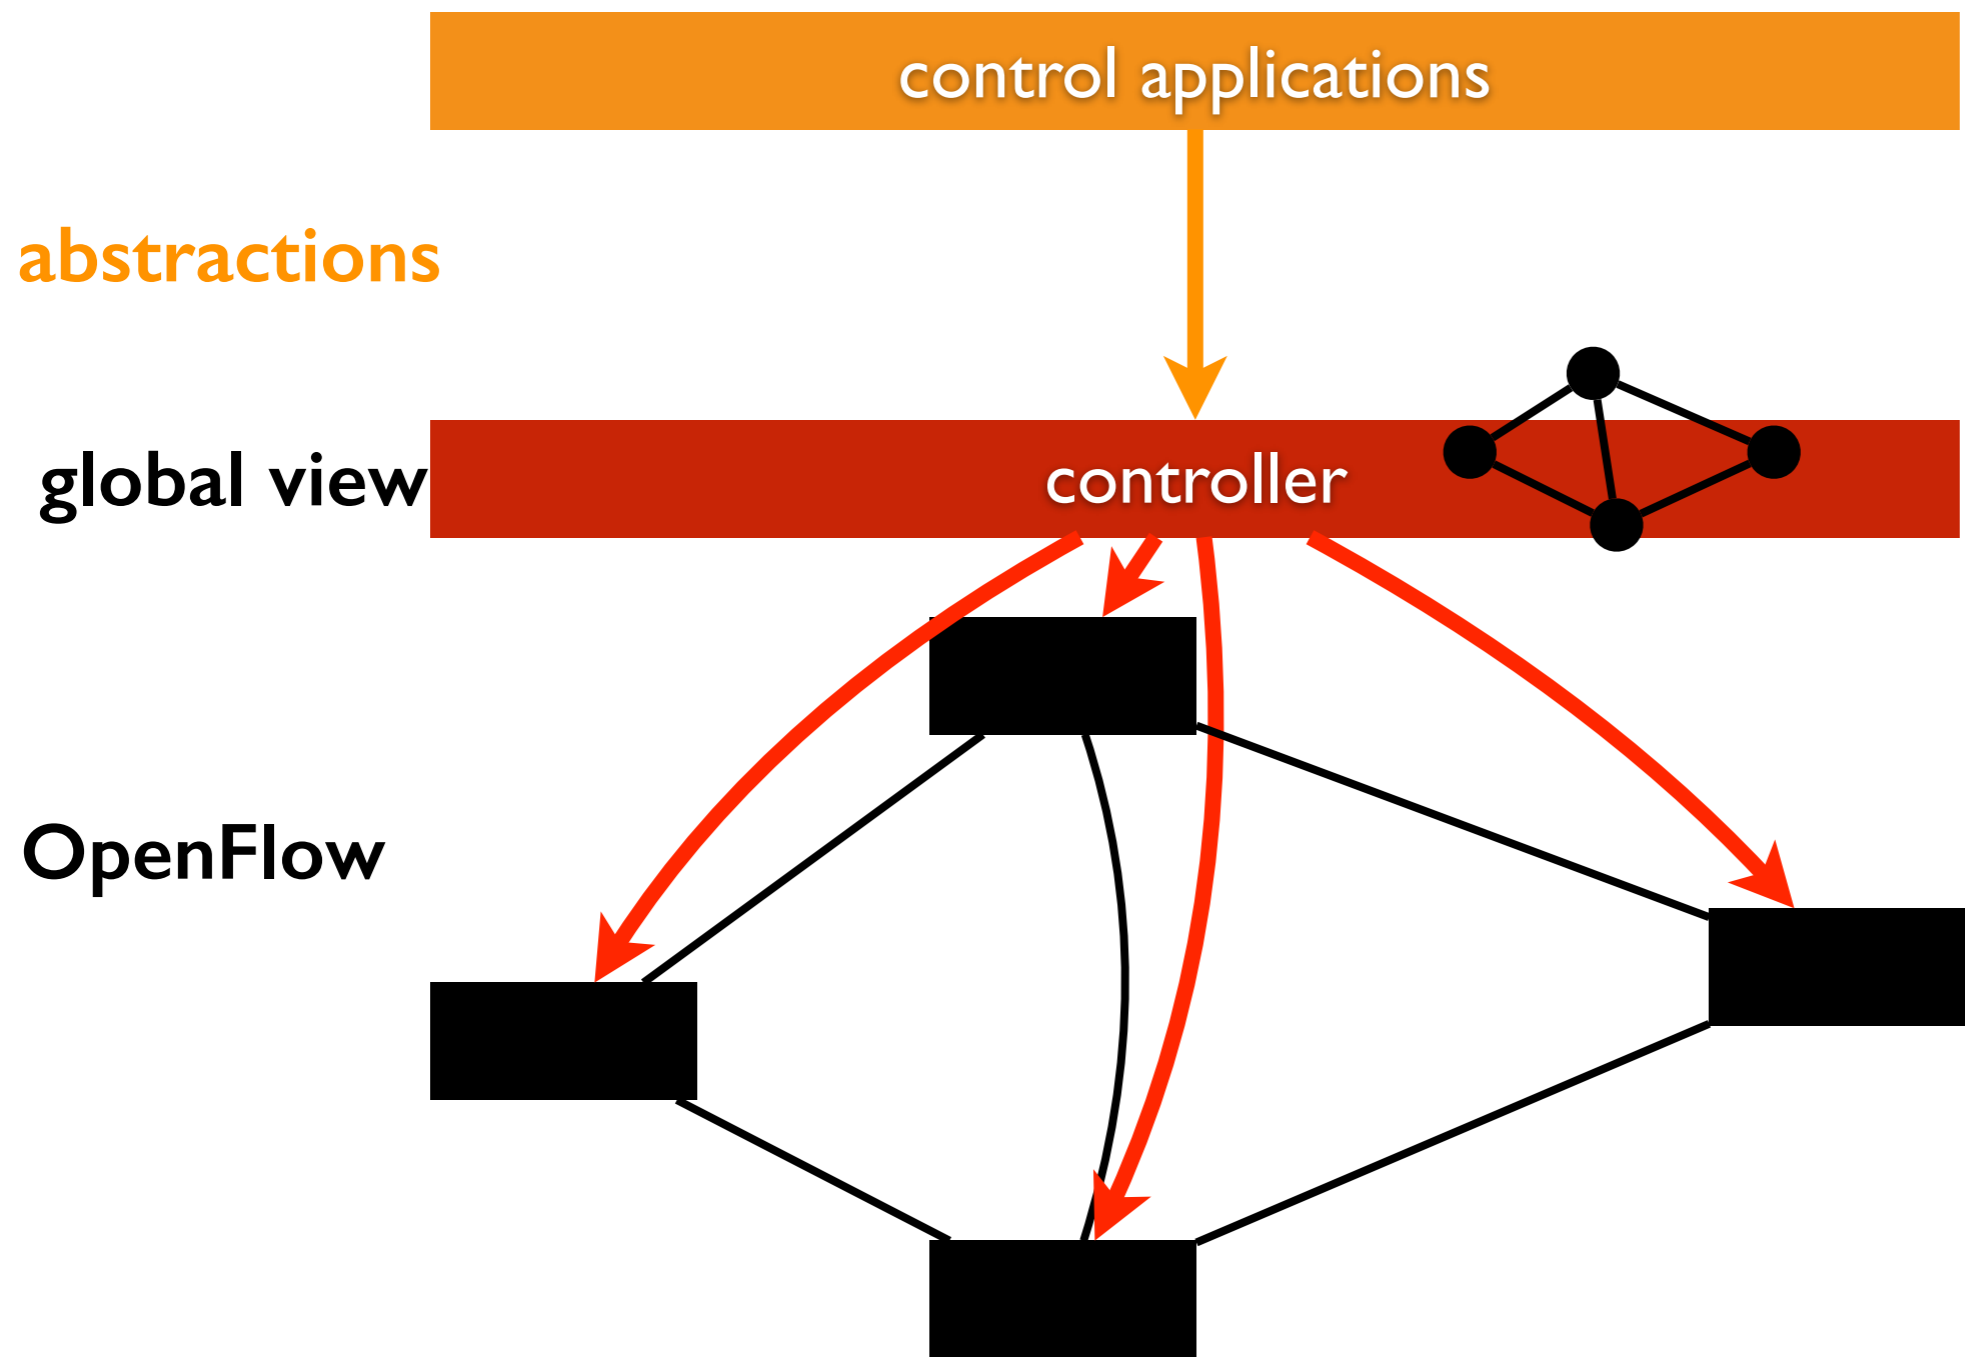 control applications
abstractions
global view
controller
OpenFlow